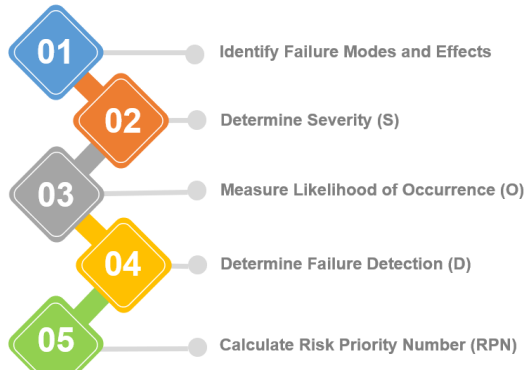 01
Identify Failure Modes and Effects
02
Determine Severity (S)
03
Measure Likelihood of Occurrence (O)
04
Determine Failure Detection (D)
05
Calculate Risk Priority Number (RPN)